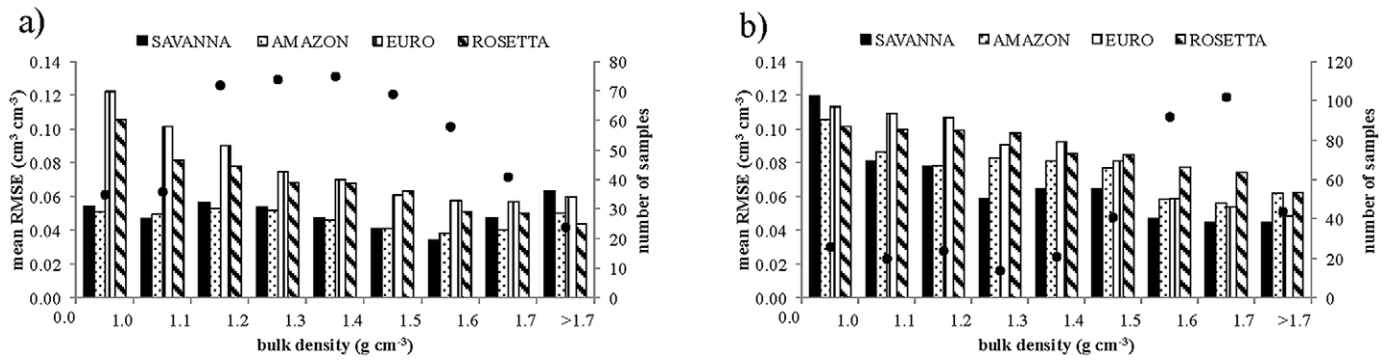 a)
SAVANNA AMAZON EURO ROSETTA
mean RMSE (cm³ cm⁻³)
0.14
0.12
0.10
0.08
0.06
0.04
0.02
0.00
80
70
60
50
40
30
20
10
0
number of samples
0.0 1.0 1.1 1.2 1.3 1.4 1.5 1.6 1.7 >1.7
bulk density (g cm⁻³)
b)
SAVANNA AMAZON EURO ROSETTA
mean RMSE (cm³ cm⁻³)
0.14
0.12
0.10
0.08
0.06
0.04
0.02
0.00
120
100
80
60
40
20
0
number of samples
0.0 1.0 1.1 1.2 1.3 1.4 1.5 1.6 1.7 >1.7
bulk density (g cm⁻³)